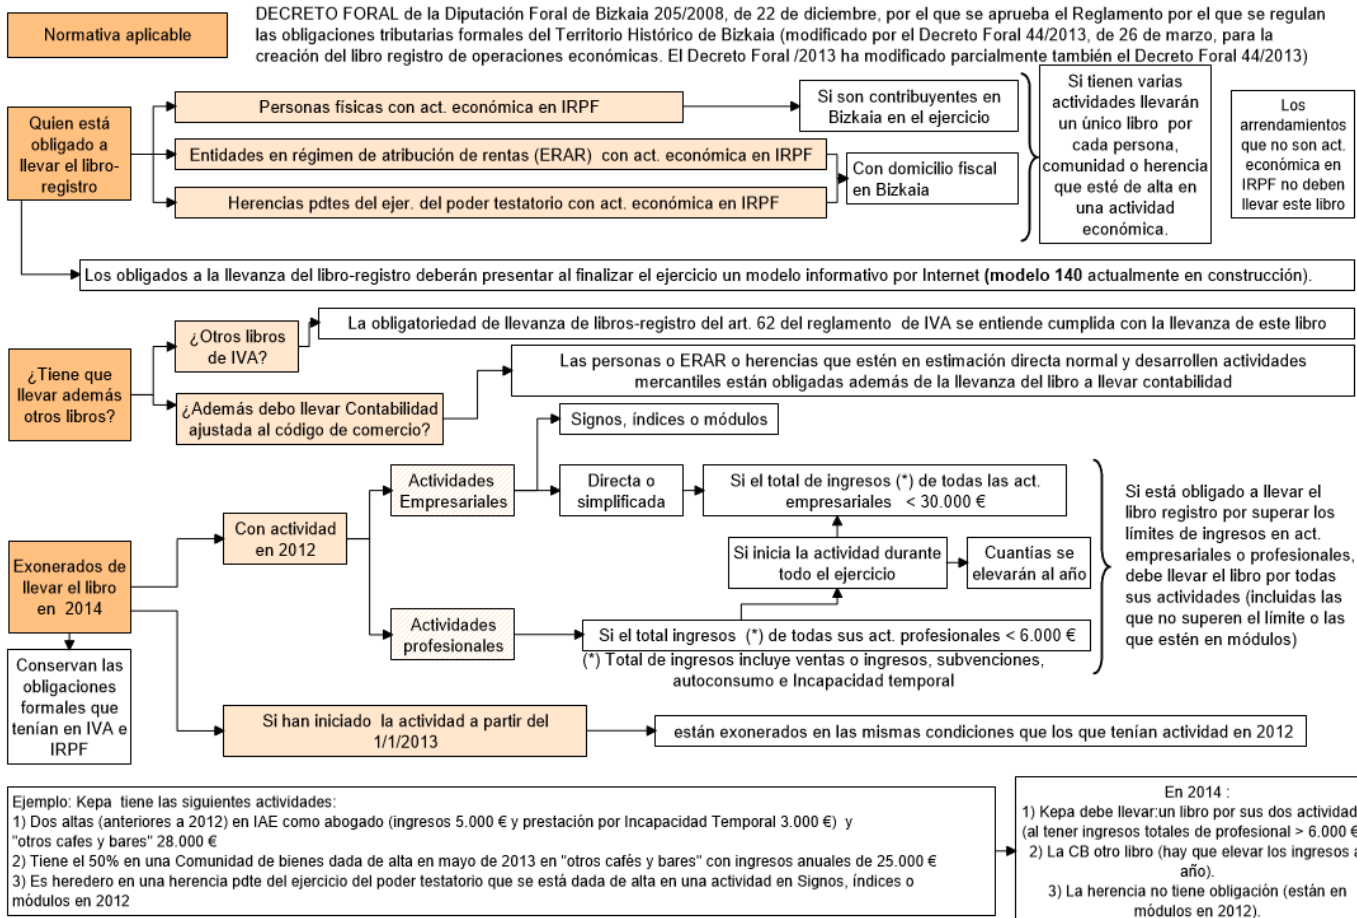 Normativa aplicable
DECRETO FORAL de la Diputación Foral de Bizkaia 205/2008, de 22 de diciembre, por el que se aprueba el Reglamento por el que se regulan
las obligaciones tributarias formales del Territorio Histórico de Bizkaia (modificado por el Decreto Foral 44/2013, de 26 de marzo, para la
creación del libro registro de operaciones económicas. El Decreto Foral /2013 ha modificado parcialmente también el Decreto Foral 44/2013)
Quien está
obligado a
llevar el libro-
registro
Personas físicas con act. económica en IRPF
Si son contribuyentes en
Bizkaia en el ejercicio
Entidades en régimen de atribución de rentas (ERAR) con act. económica en IRPF
Herencias pdtes del ejer. del poder testatorio con act. económica en IRPF
Con domicilio fiscal
en Bizkaia
Si tienen varias
actividades llevarán
un único libro por
cada persona,
comunidad o herencia
que esté de alta en
una actividad
económica.
Los
arrendamientos
que no son act.
económica en
IRPF no deben
llevar este libro
Los obligados a la llevanza del libro-registro deberán presentar al finalizar el ejercicio un modelo informativo por Internet (modelo 140 actualmente en construcción).
¿Tiene que
llevar además
otros libros?
¿Otros libros
de IVA?
La obligatoriedad de llevanza de libros-registro del art. 62 del reglamento de IVA se entiende cumplida con la llevanza de este libro
¿Además debo llevar Contabilidad
ajustada al código de comercio?
Las personas o ERAR o herencias que estén en estimación directa normal y desarrollen actividades
mercantiles están obligadas además de la llevanza del libro a llevar contabilidad
Exonerados de
llevar el libro
en 2014
Conservan las
obligaciones
formales que
tenían en IVA e
IRPF
Con actividad
en 2012
Actividades
Empresariales
Signos, índices o módulos
Directa o
simplificada
Si el total de ingresos (*) de todas las act.
empresariales < 30.000 €
Si inicia la actividad durante
todo el ejercicio
Cuantías se
elevarán al año
Actividades
profesionales
Si el total ingresos (*) de todas sus act. profesionales < 6.000 €
(*) Total de ingresos incluye ventas o ingresos, subvenciones,
autoconsumo e Incapacidad temporal
Si está obligado a llevar el
libro registro por superar los
límites de ingresos en act.
empresariales o profesionales,
debe llevar el libro por todas
sus actividades (incluidas las
que no superen el límite o las
que estén en módulos)
Si han iniciado la actividad a partir del
1/1/2013
están exonerados en las mismas condiciones que los que tenían actividad en 2012
Ejemplo: Kepa tiene las siguientes actividades:
1) Dos altas (anteriores a 2012) en IAE como abogado (ingresos 5.000 € y prestación por Incapacidad Temporal 3.000 €) y
"otros cafes y bares" 28.000 €
2) Tiene el 50% en una Comunidad de bienes dada de alta en mayo de 2013 en "otros cafés y bares" con ingresos anuales de 25.000 €
3) Es heredero en una herencia pdte del ejercicio del poder testatorio que se está dada de alta en una actividad en Signos, índices o
módulos en 2012
En 2014 :
1) Kepa debe llevar:un libro por sus dos actividad
(al tener ingresos totales de profesional > 6.000 €
2) La CB otro libro (hay que elevar los ingresos a
año).
3) La herencia no tiene obligación (están en
módulos en 2012).